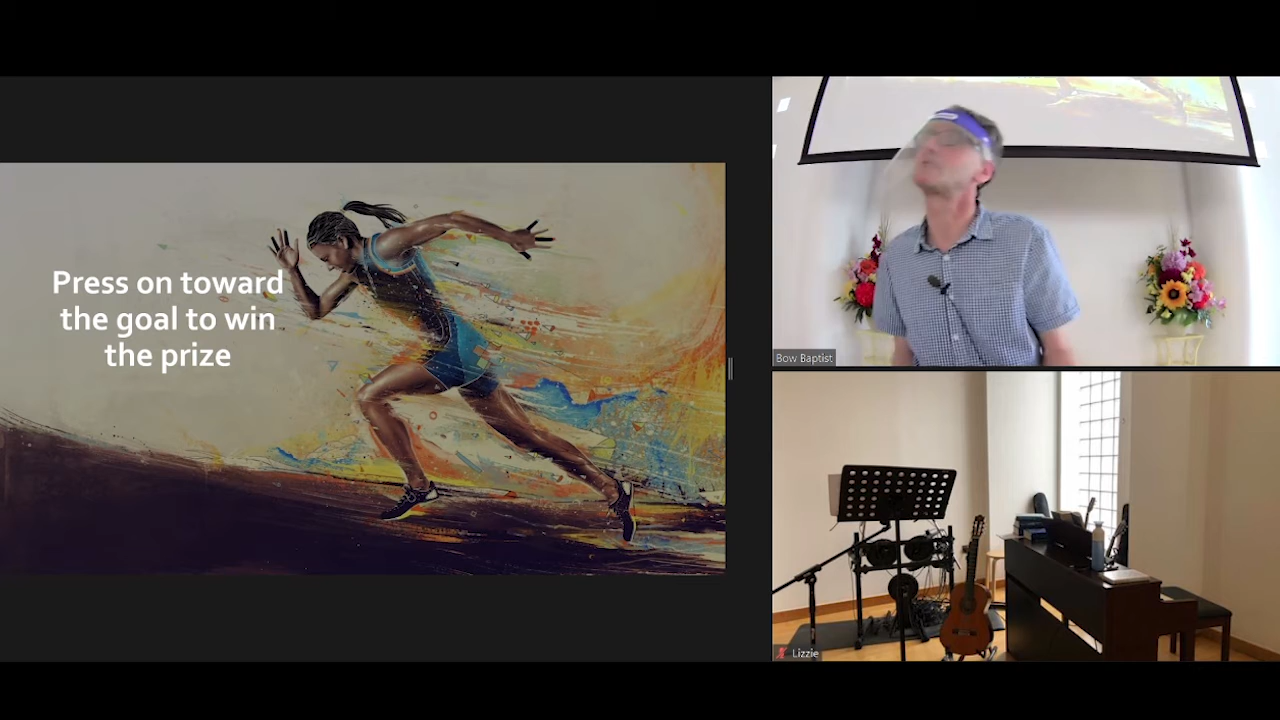 Press on toward
the goal to win
the prize
Bow Baptist
Lizzie